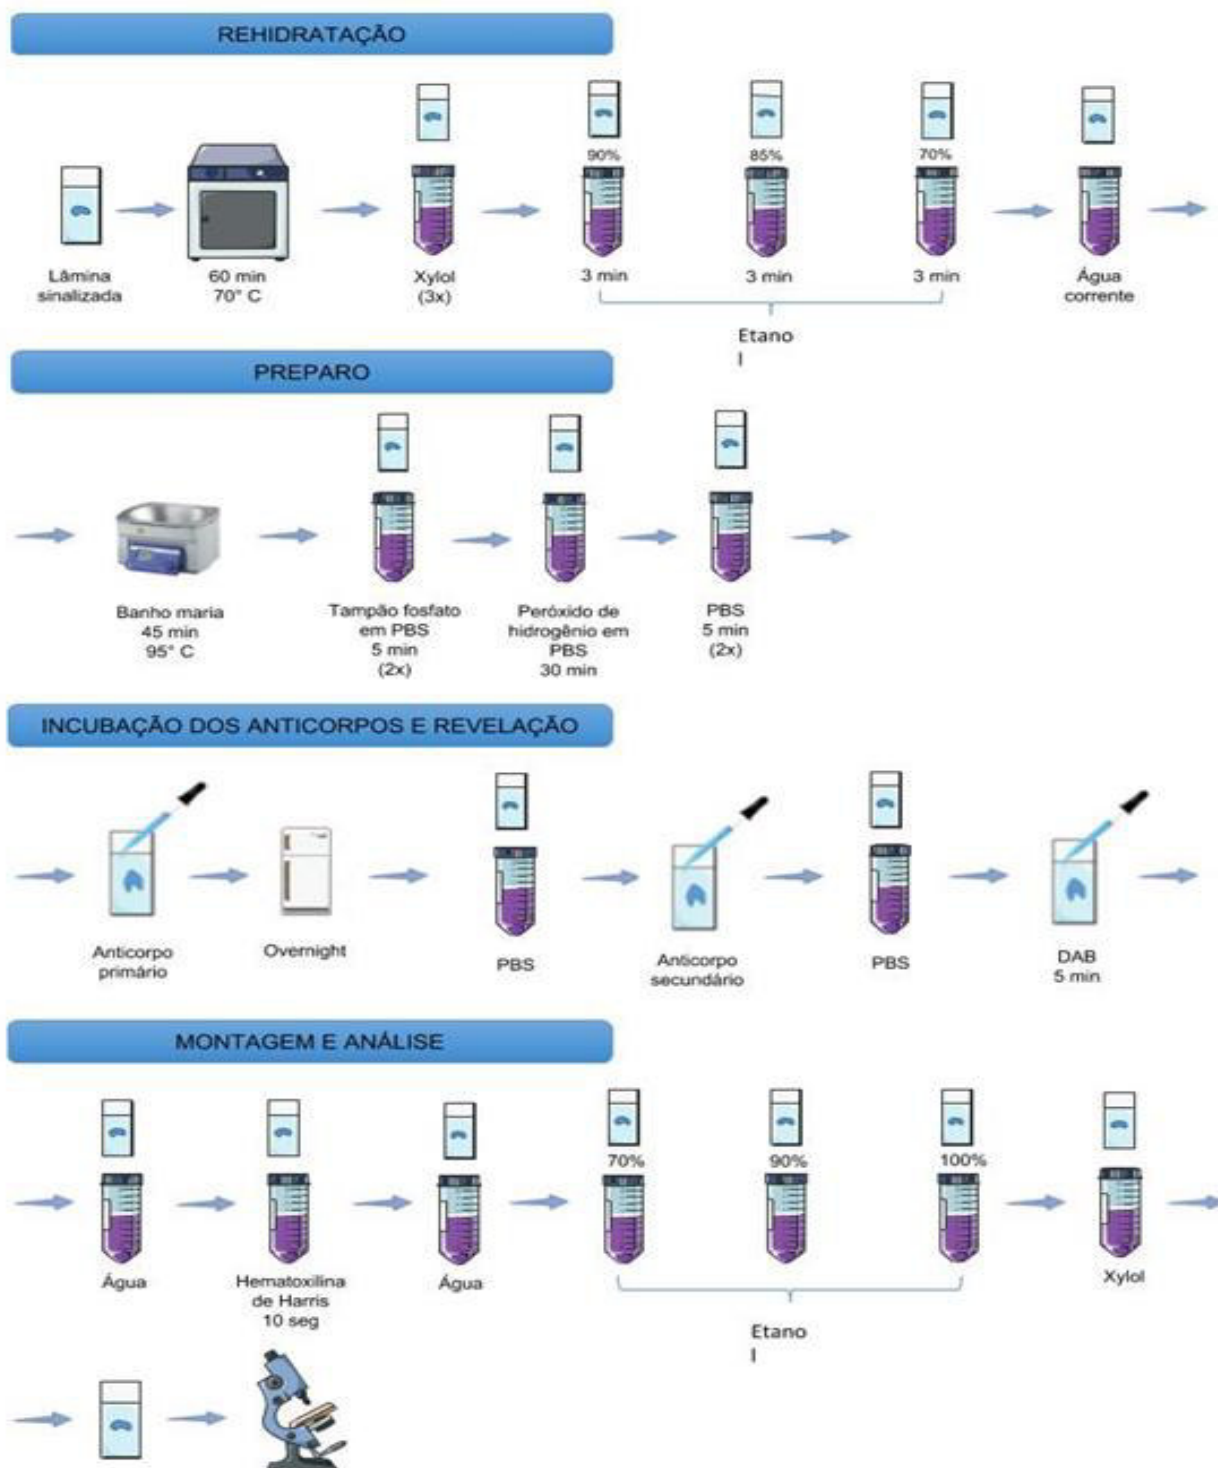 REHIDRATAÇÃO
90%
85%
70%
Lâmina
sinalizada
60 min
70° C
Xylol
(3x)
3 min
3 min
3 min
Água
corrente
Etano
l
PREPARO
Banho maria
45 min
95° C
Tampão fosfato
em PBS
5 min
(2x)
Peróxido de
hidrogênio em
PBS
30 min
PBS
5 min
(2x)
INCUBAÇÃO DOS ANTICORPOS E REVELAÇÃO
Anticorpo
primário
Overnight
PBS
Anticorpo
secundário
PBS
DAB
5 min
MONTAGEM E ANÁLISE
70%
90%
100%
Água
Hematoxilina
de Harris
10 seg
Água
Xylol
Etano
l